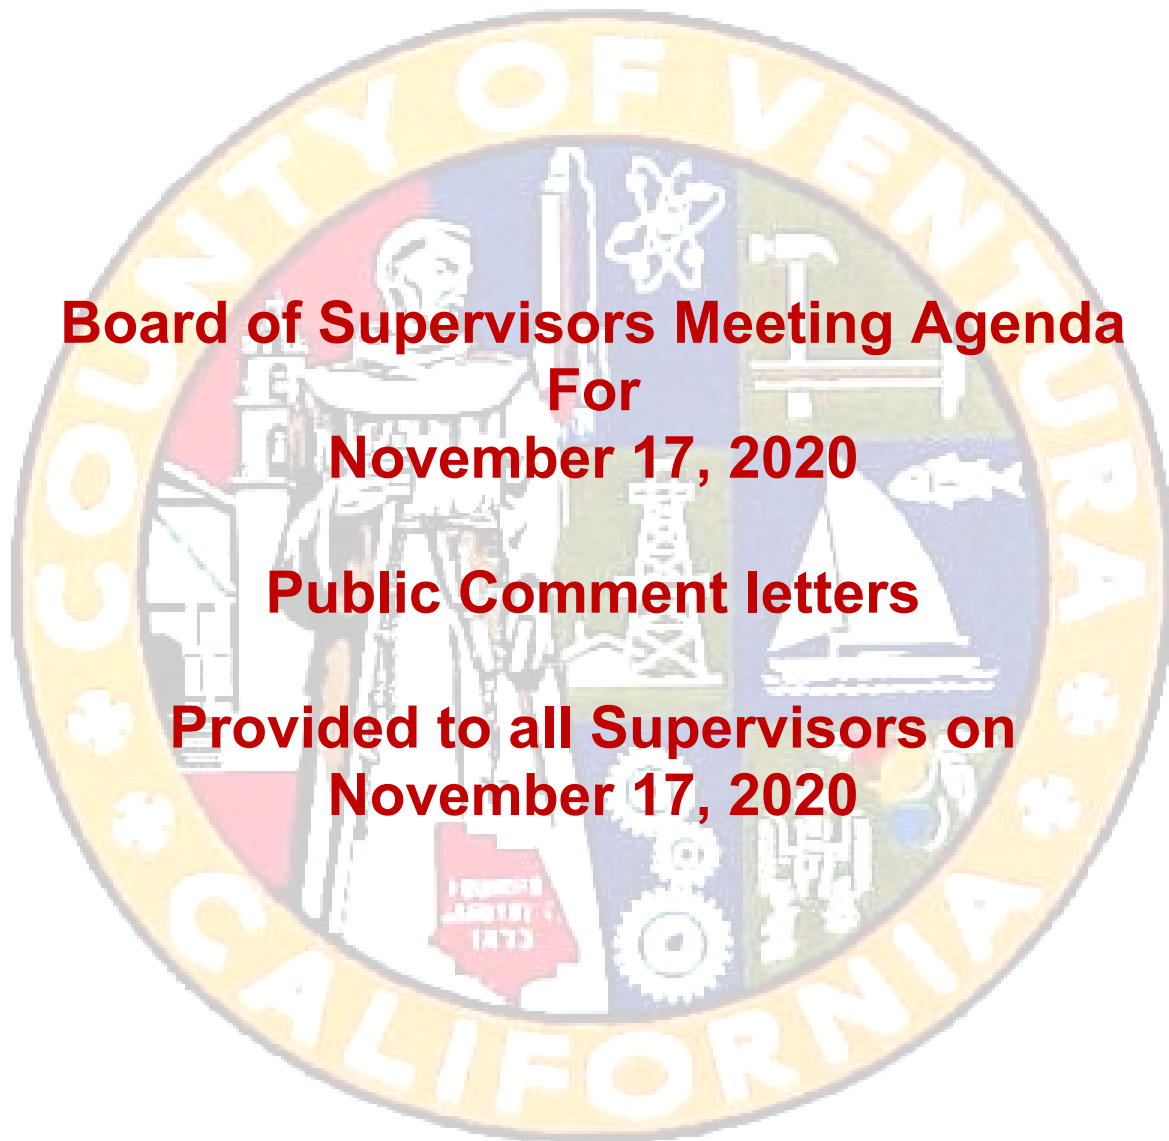 COUNTY OF VENTURA
Board of Supervisors Meeting Agenda
For
November 17, 2020
Public Comment letters
Provided to all Supervisors on
November 17, 2020
1873
CALIFORNIA